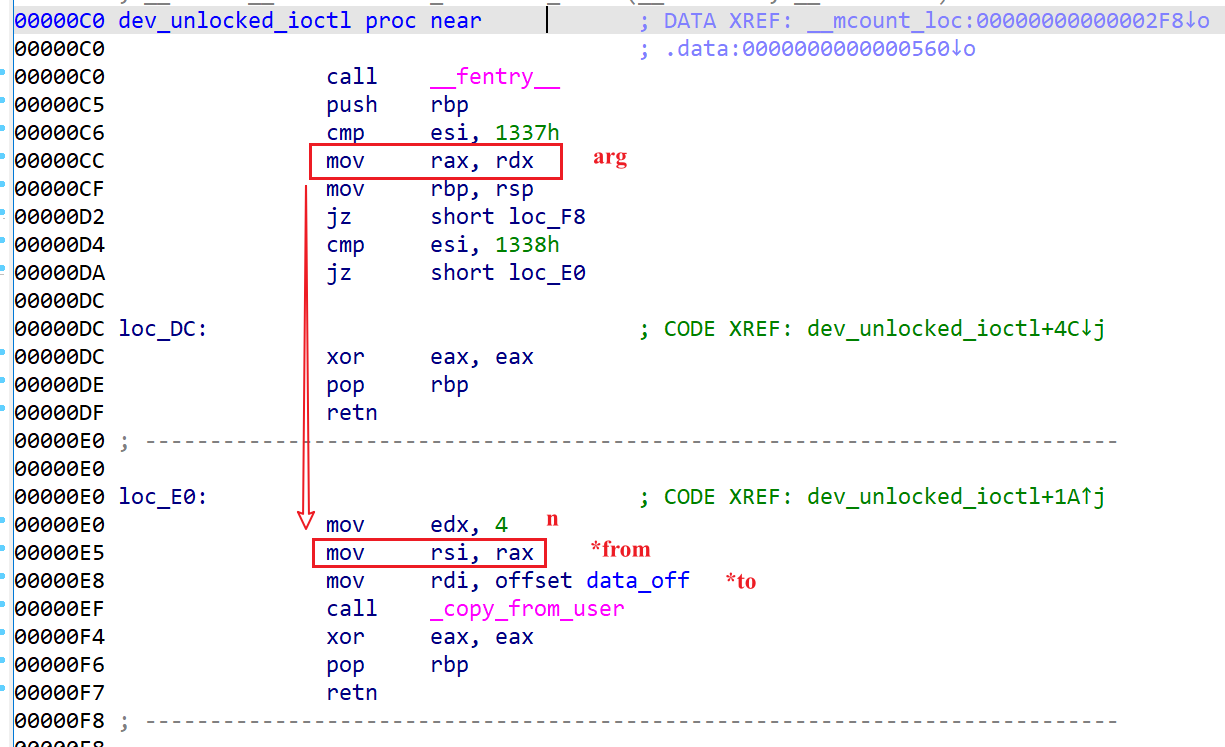 00000C0 dev_unlocked_ioctl proc near ; DATA XREF: __mcount_loc:00000000000002F8↓o
00000C0 ; .data:0000000000000560↓o
00000C0 call __fentry__
00000C5 push rbp
00000C6 cmp esi, 1337h
00000CC mov rax, rdx arg
00000CF mov rbp, rsp
00000D2 jz short loc_F8
00000D4 cmp esi, 1338h
00000DA jz short loc_E0
00000DC
00000DC loc_DC: ; CODE XREF: dev_unlocked_ioctl+4C↓j
00000DC xor eax, eax
00000DE pop rbp
00000DF retn
00000E0 ; ---------------------------------------------------------------------------
00000E0
00000E0 loc_E0: ; CODE XREF: dev_unlocked_ioctl+1A↑j
00000E0 mov edx, 4 n
00000E5 mov rsi, rax *from
00000E8 mov rdi, offset data_off *to
00000EF call _copy_from_user
00000F4 xor eax, eax
00000F6 pop rbp
00000F7 retn
00000F8 ; ---------------------------------------------------------------------------
00000F8